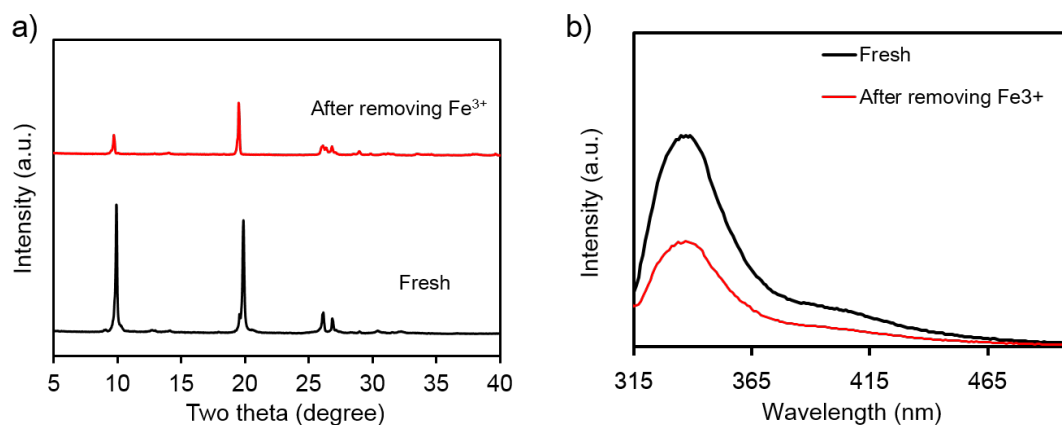 a)
Intensity (a.u.)
After removing Fe³⁺
Fresh
5 10 15 20 25 30 35 40
Two theta (degree)
b)
Intensity (a.u.)
Fresh
After removing Fe3+
315 365 415 465
Wavelength (nm)